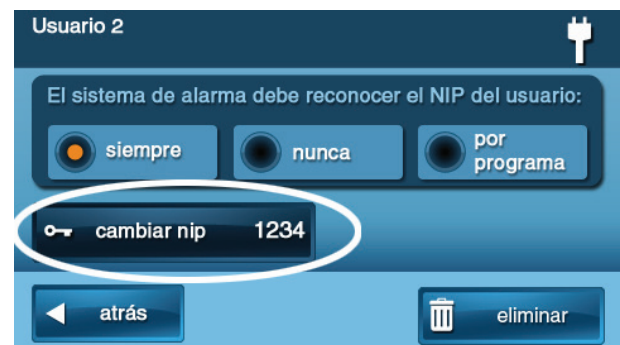 Usuario 2
El sistema de alarma debe reconocer el NIP del usuario:
siempre
nunca
por
programa
cambiar nip 1234
atrás
eliminar